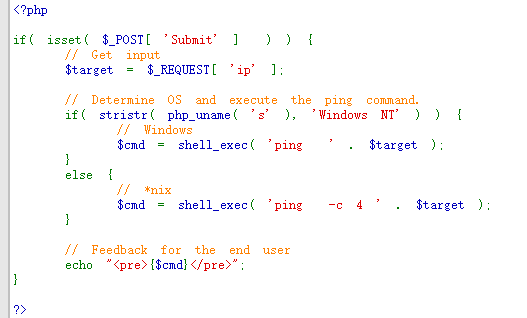 <?php
if( isset( $_POST[ 'Submit' ] ) ) {
// Get input
$target = $_REQUEST[ 'ip' ];
// Determine OS and execute the ping command.
if( stristr( php_uname( 's' ), 'Windows NT' ) ) {
// Windows
$cmd = shell_exec( 'ping ' . $target );
}
else {
// *nix
$cmd = shell_exec( 'ping -c 4 ' . $target );
}
// Feedback for the end user
echo "<pre>{$cmd}</pre>";
}
?>